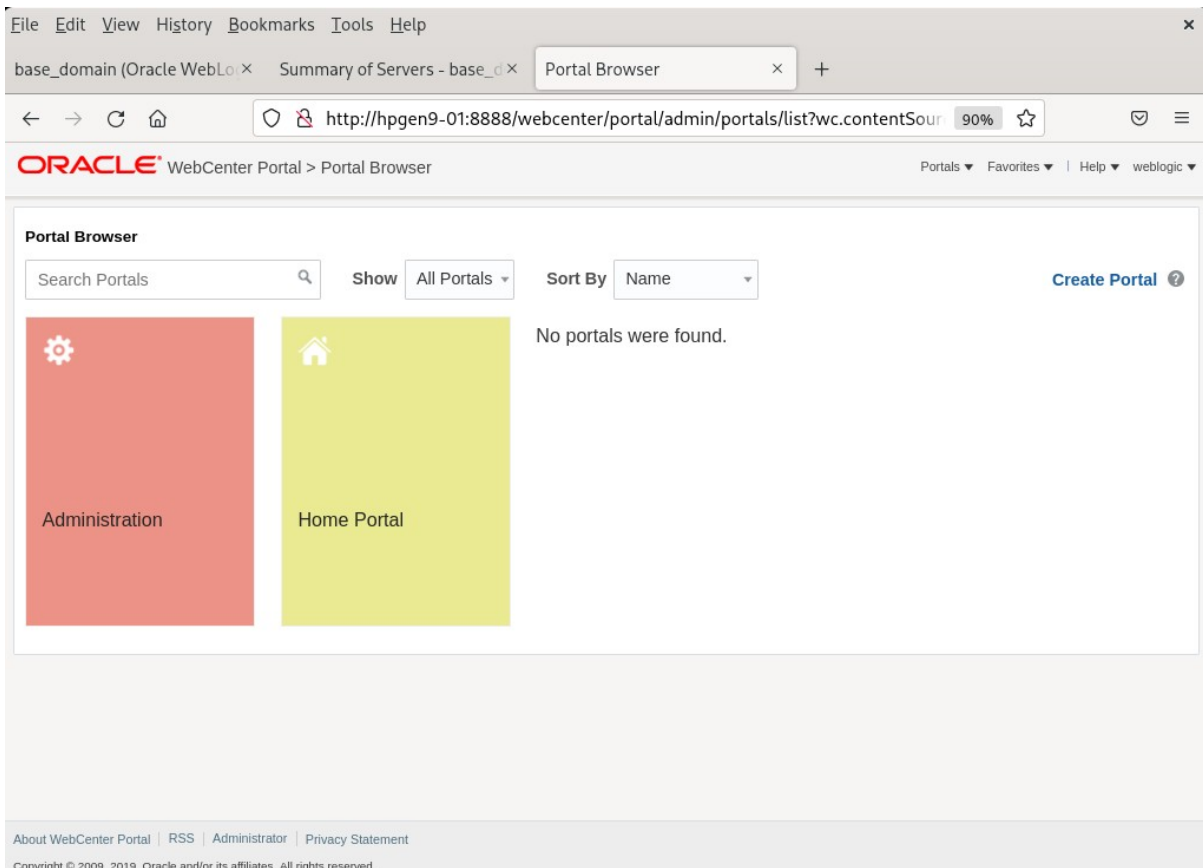 File Edit View History Bookmarks Tools Help
base_domain (Oracle WebLo Summary of Servers - base_d Portal Browser
http://hpgen9-01:8888/webcenter/portal/admin/portals/list?wc.contentSour 90%
ORACLE WebCenter Portal > Portal Browser Portals Favorites Help weblogic
Portal Browser
Search Portals Show All Portals Sort By Name Create Portal
No portals were found.
Administration Home Portal
About WebCenter Portal | RSS | Administrator | Privacy Statement
Copyright © 2009, 2019, Oracle and/or its affiliates. All rights reserved.